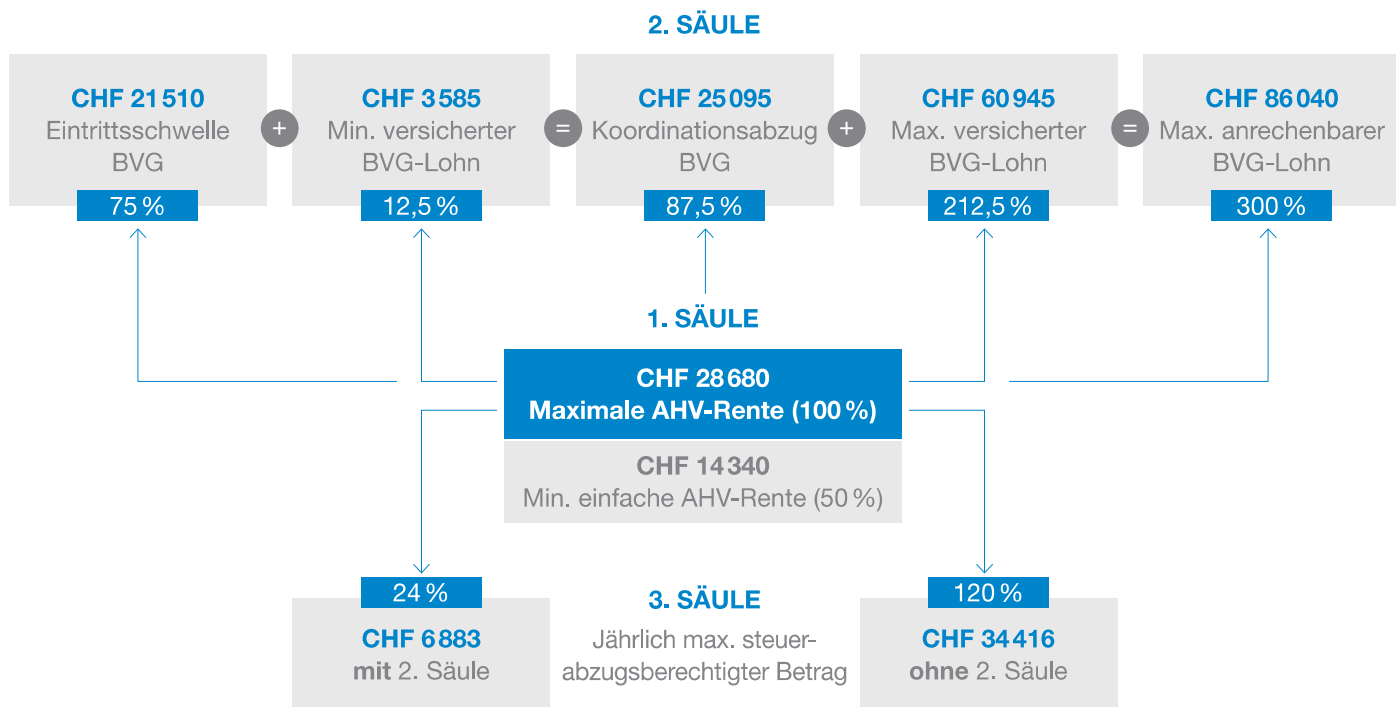 2. SÄULE
CHF 21 510
Eintrittsschwelle
BVG
75 %
+
CHF 3 585
Min. versicherter
BVG-Lohn
12,5 %
=
CHF 25 095
Koordinationsabzug
BVG
87,5 %
+
CHF 60 945
Max. versicherter
BVG-Lohn
212,5 %
=
CHF 86 040
Max. anrechenbarer
BVG-Lohn
300 %
1. SÄULE
CHF 28 680
Maximale AHV-Rente (100 %)
CHF 14 340
Min. einfache AHV-Rente (50 %)
24 %
CHF 6 883
mit 2. Säule
3. SÄULE
Jährlich max. steuer-
abzugsberechtigter Betrag
120 %
CHF 34 416
ohne 2. Säule